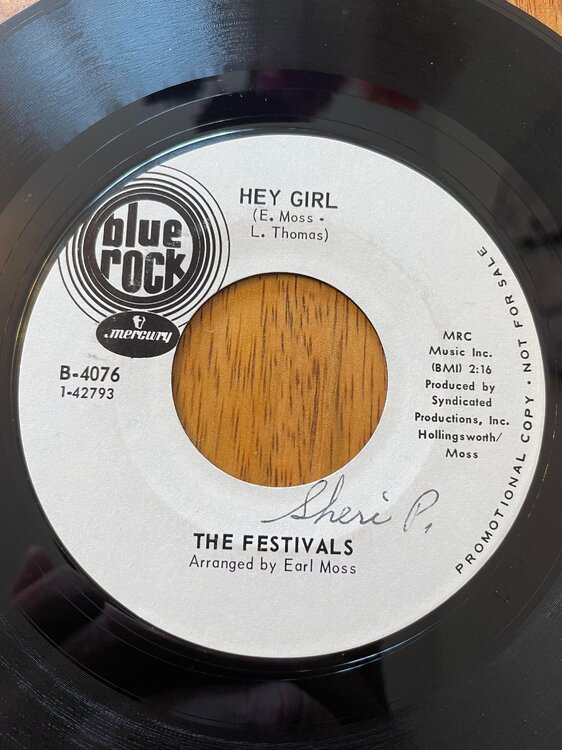 HEY GIRL
(E. Moss -
L. Thomas)
blue
rock
mercury
B-4076
1-42793
MRC
Music Inc.
(BMI) 2:16
Produced by
Syndicated
Productions, Inc.
Hollingsworth/
Moss
PROMOTIONAL COPY • NOT FOR SALE
Sheri P.
THE FESTIVALS
Arranged by Earl Moss